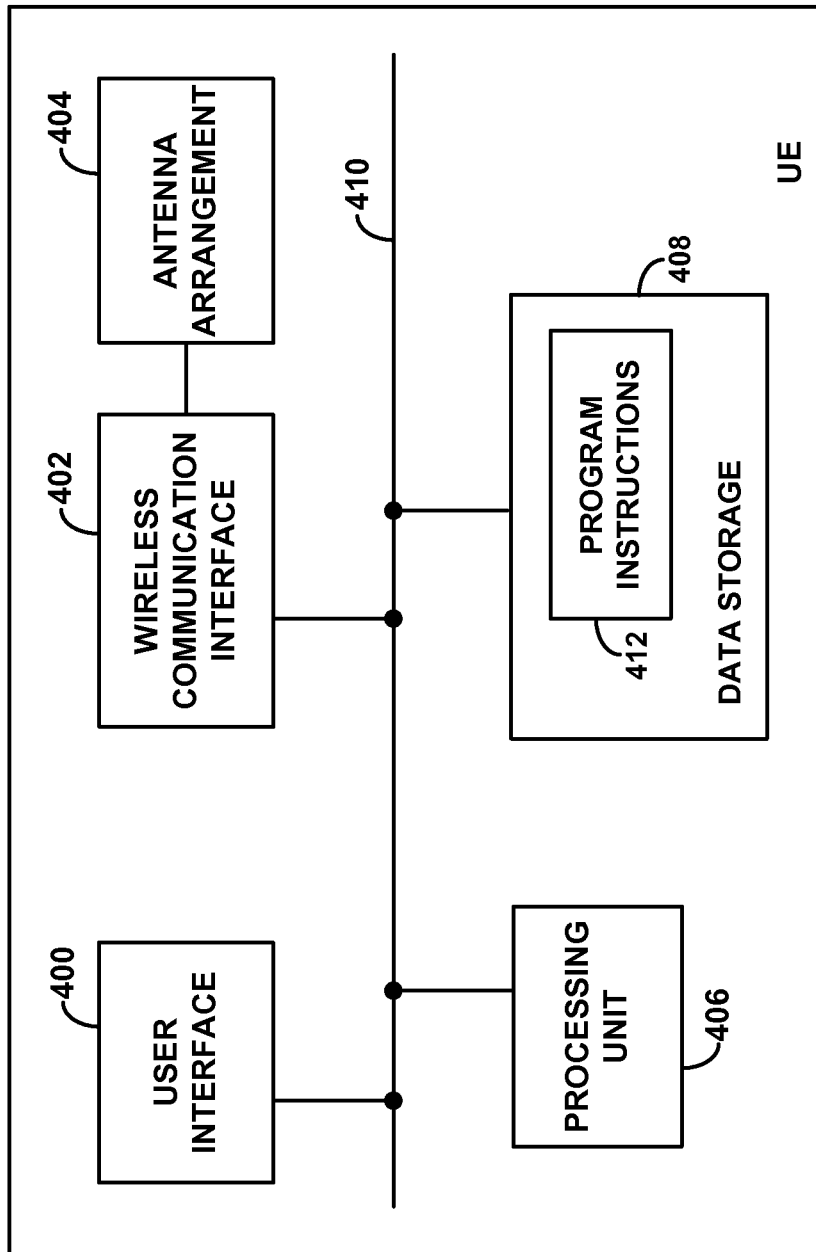 400
USER
INTERFACE
402
WIRELESS
COMMUNICATION
INTERFACE
404
ANTENNA
ARRANGEMENT
410
PROCESSING
UNIT
406
408
PROGRAM
INSTRUCTIONS
412
DATA STORAGE
UE